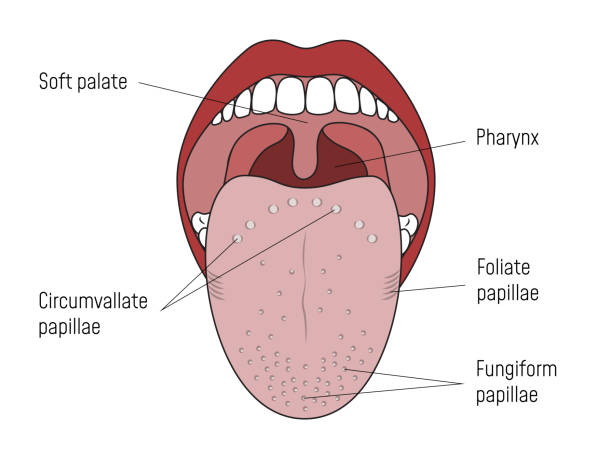 Soft palate
Pharynx
Circumvallate
papillae
Foliate
papillae
Fungiform
papillae